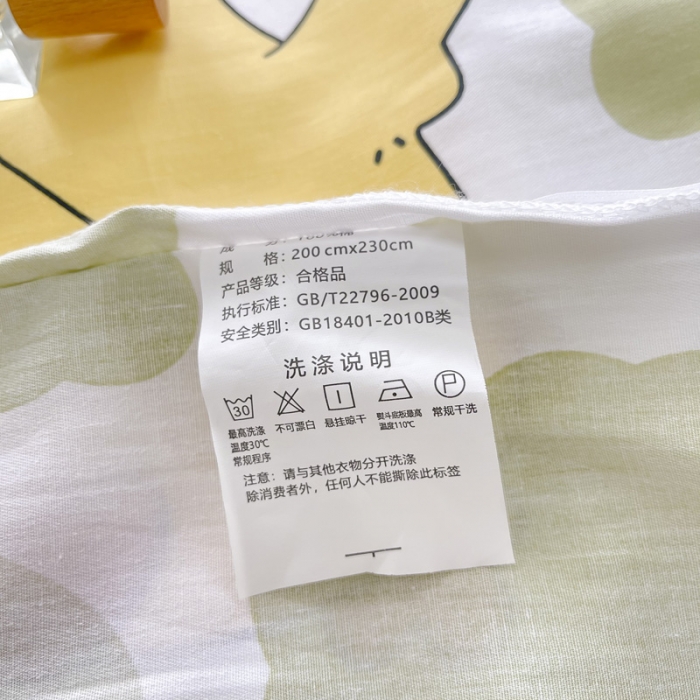 规 格: 200 cmx230cm
产品等级: 合格品
执行标准: GB/T22796-2009
安全类别: GB18401-2010B类
洗涤说明
30 P
最高洗涤 不可漂白 悬挂晾干 熨斗底板最高 常规干洗
温度30℃ 温度110℃
常规程序
注意: 请与其他衣物分开洗涤
除消费者外，任何人不能撕除此标签